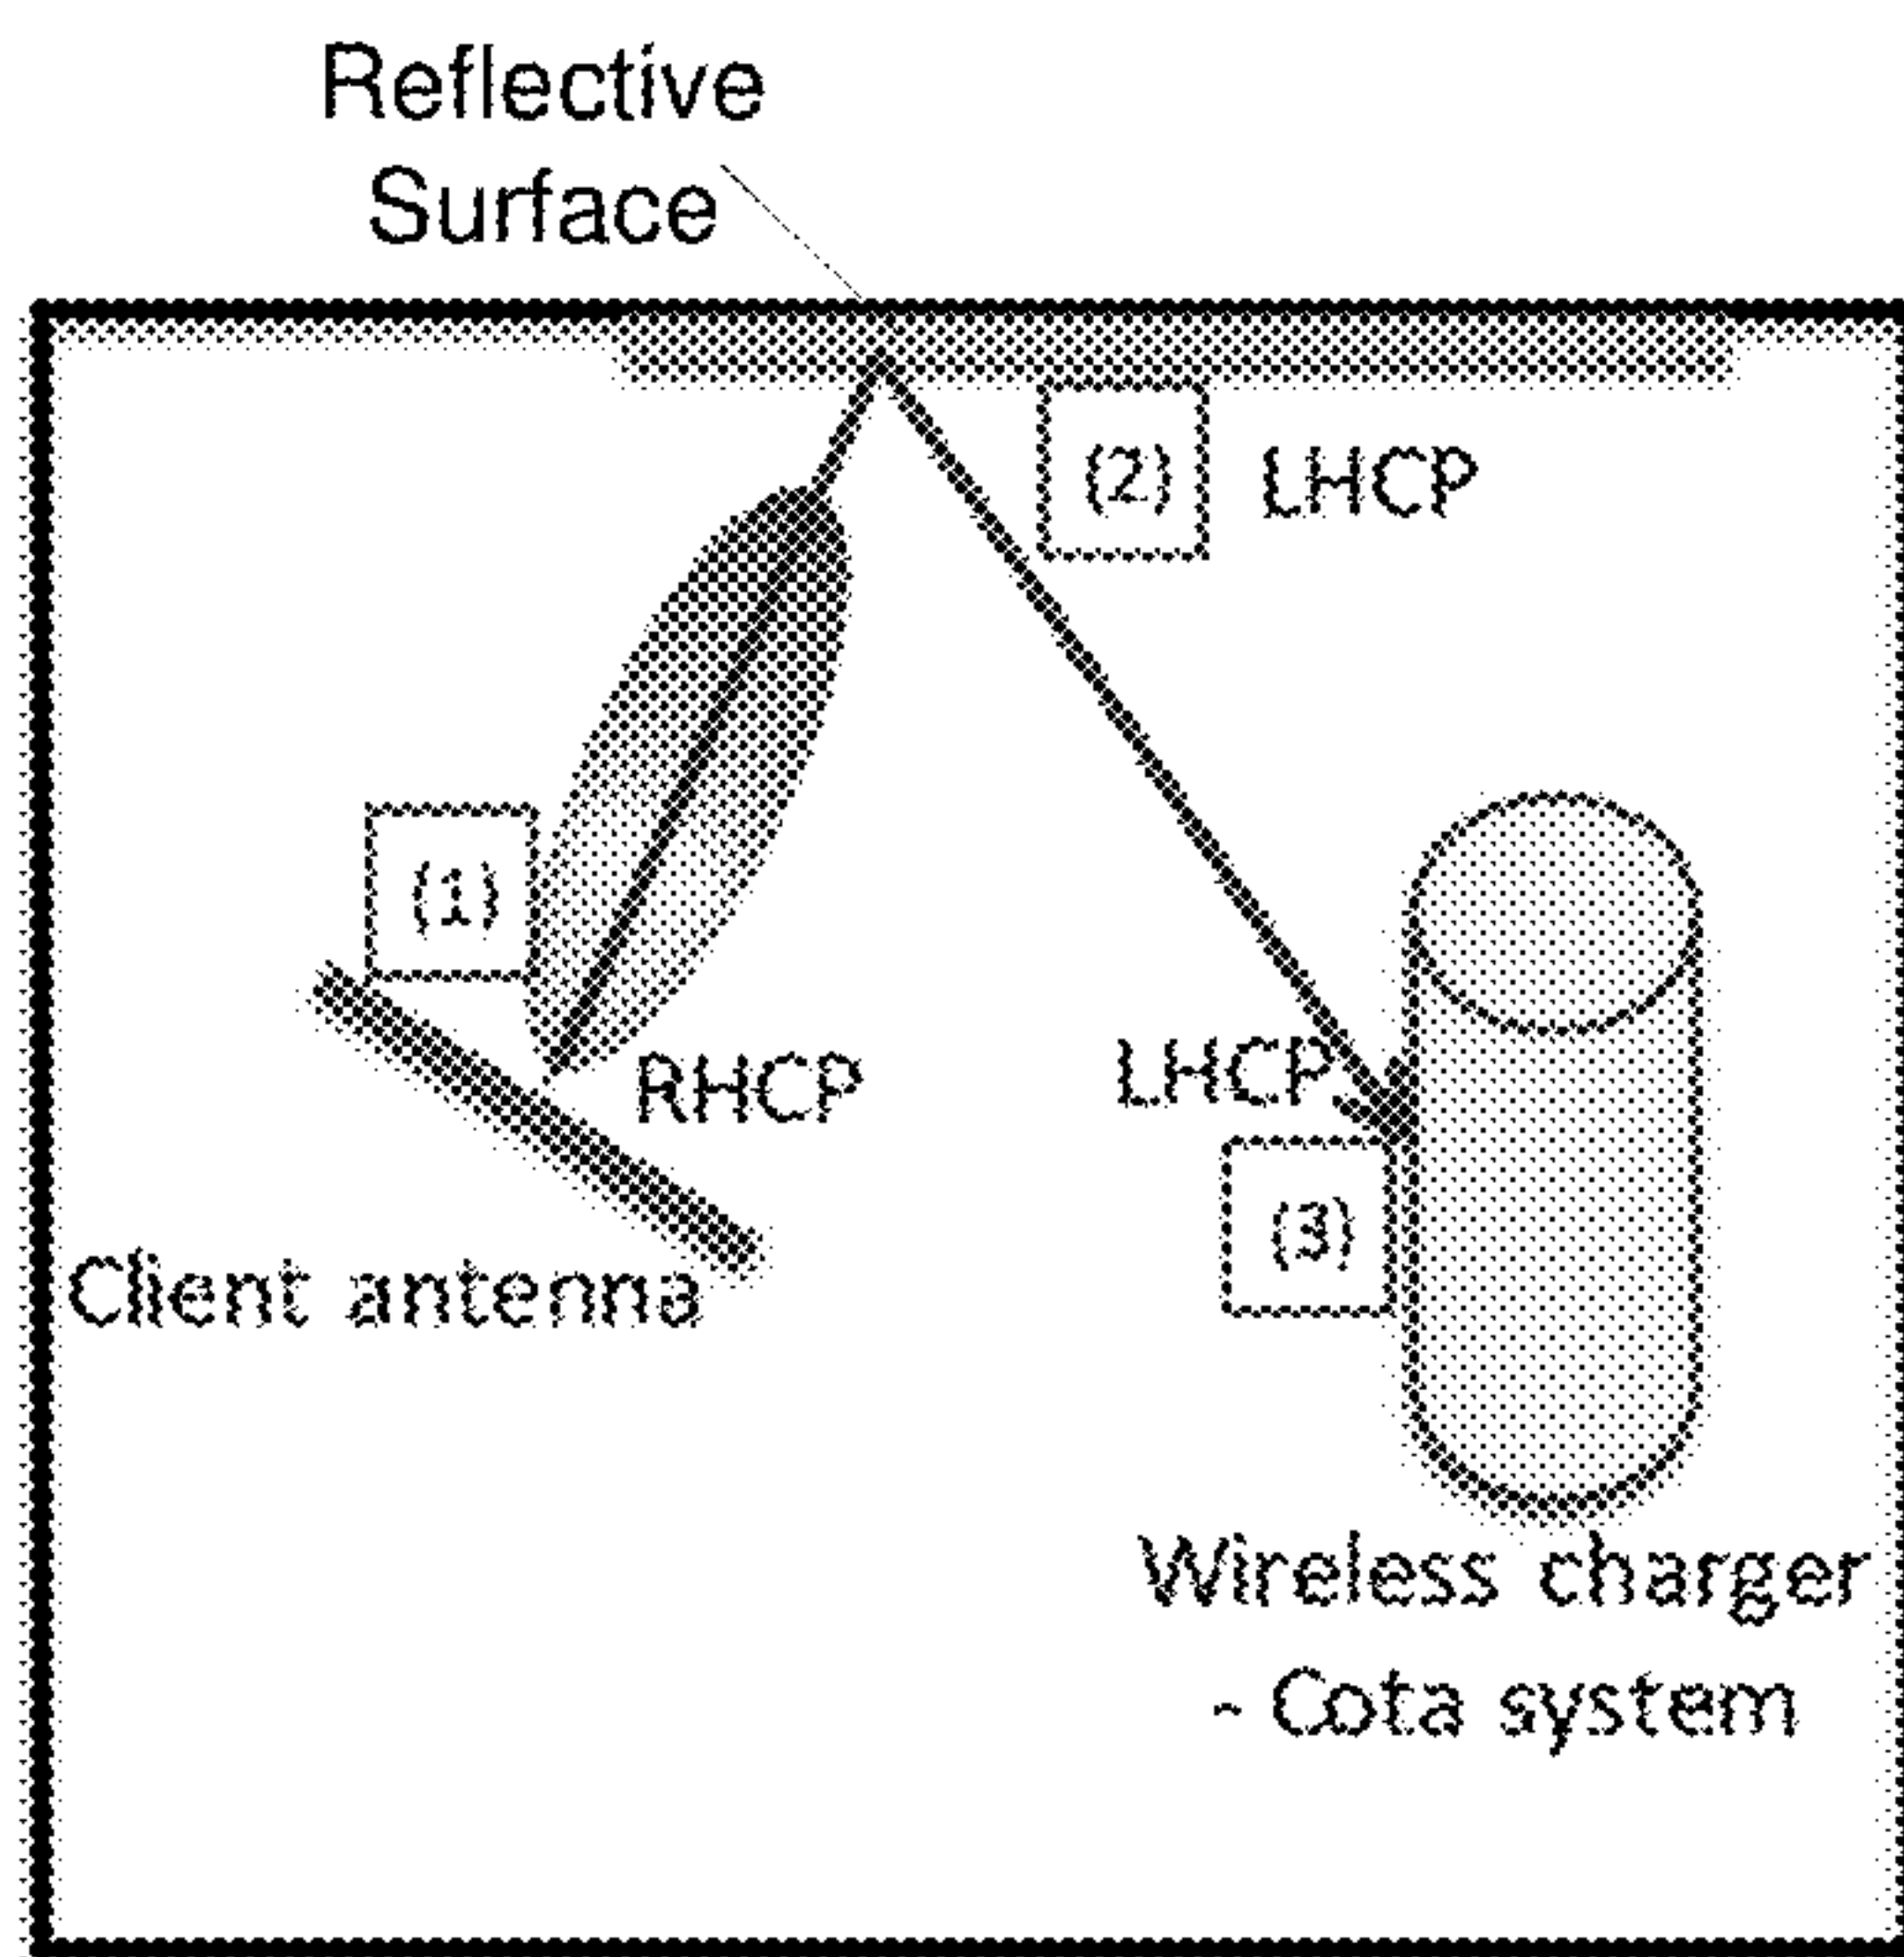 Reflective
Surface
(2) LHCP
(1)
RHCP
LHCP
(3)
Client antenna
Wireless charger
- Cota system